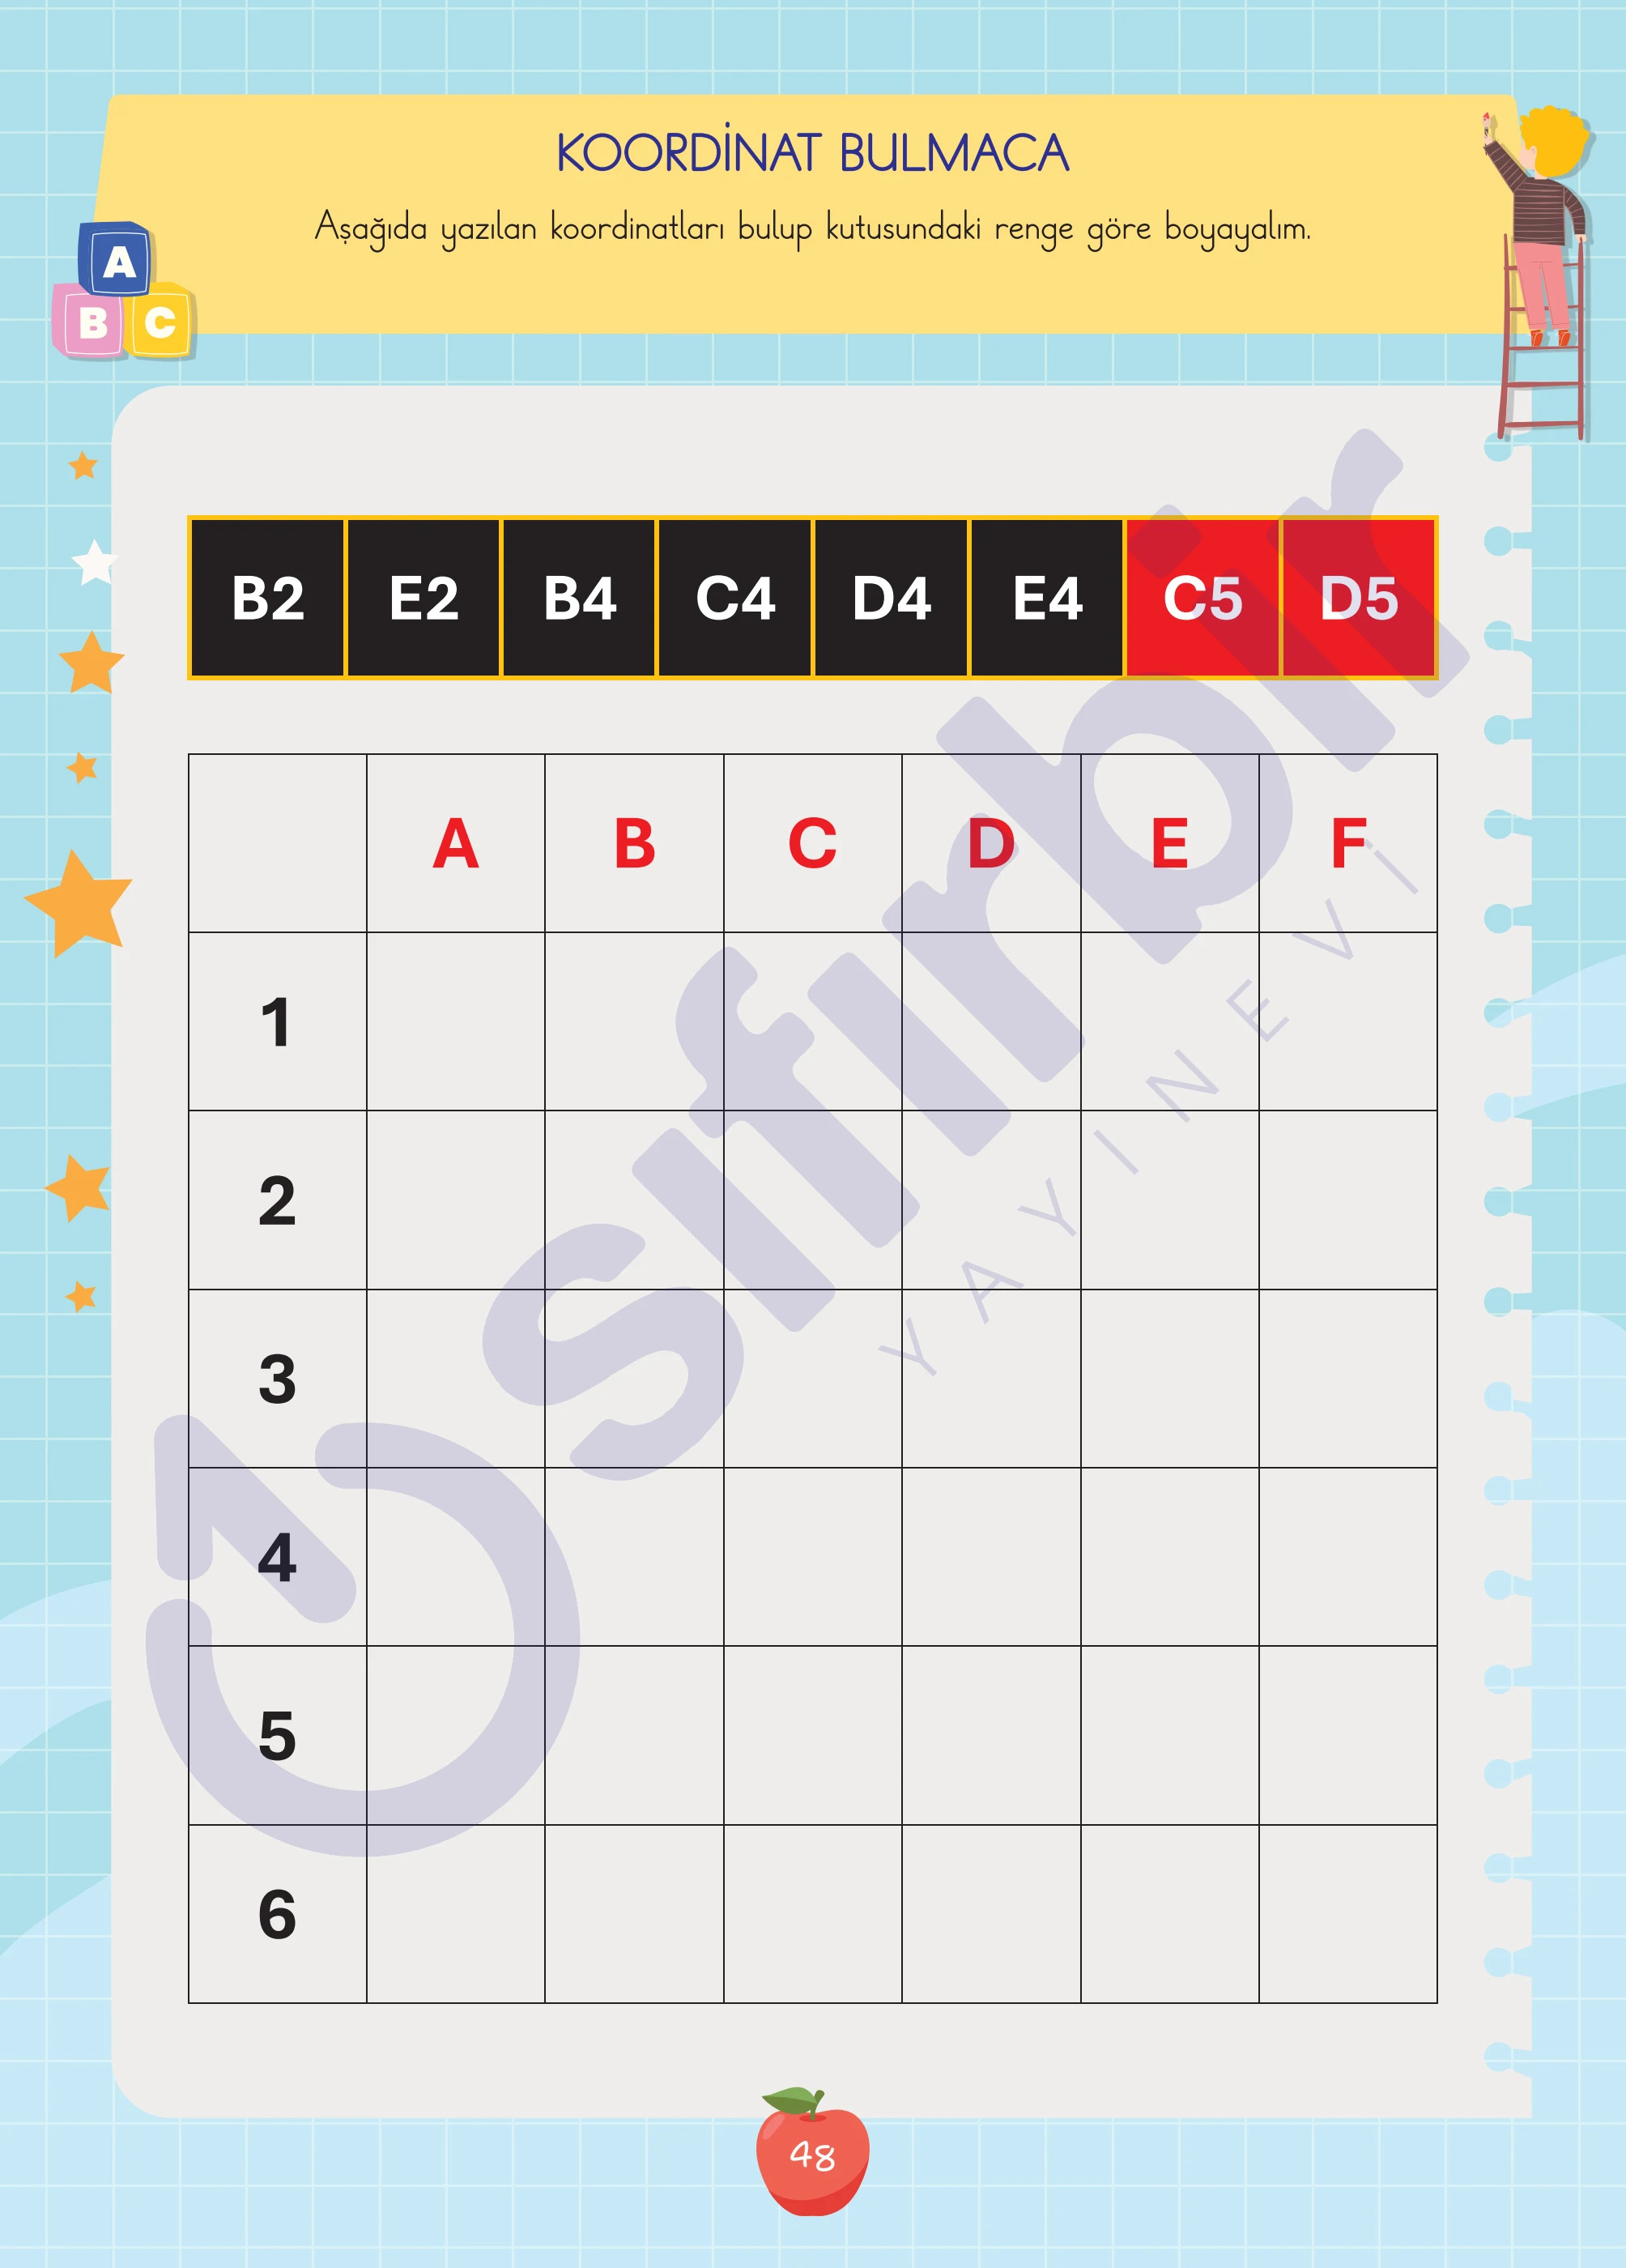 KOORDİNAT BULMACA
Aşağıda yazılan koordinatları bulup kutusundaki renge göre boyayalım.
A
B C
B2 E2 B4 C4 D4 E4 C5 D5
A B C D E F
1
2
3
4
5
6
sıfırbir
YAYINEVİ
48